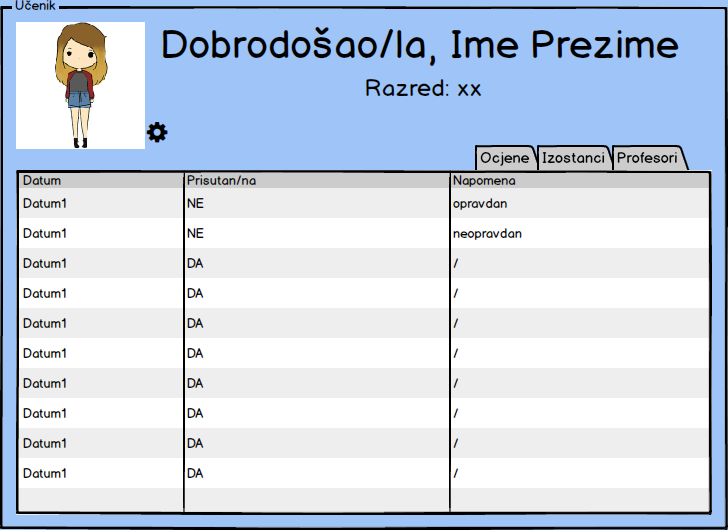 Učenik
Dobrodošao/la, Ime Prezime
Razred: xx
Ocjene Izostanci Profesori
Datum Prisutan/na Napomena
Datum1 NE opravdan
Datum1 NE neopravdan
Datum1 DA /
Datum1 DA /
Datum1 DA /
Datum1 DA /
Datum1 DA /
Datum1 DA /
Datum1 DA /
Datum1 DA /